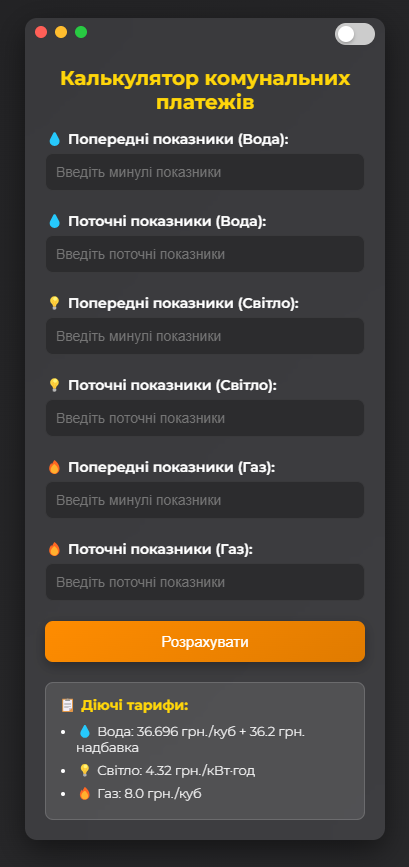 Калькулятор комунальних
платежів
💧 Попередні показники (Вода):
Введіть минулі показники
💧 Поточні показники (Вода):
Введіть поточні показники
💡 Попередні показники (Світло):
Введіть минулі показники
💡 Поточні показники (Світло):
Введіть поточні показники
🔥 Попередні показники (Газ):
Введіть минулі показники
🔥 Поточні показники (Газ):
Введіть поточні показники
Розрахувати
📋 Діючі тарифи:
• 💧 Вода: 36.696 грн./куб + 36.2 грн.
надбавка
• 💡 Світло: 4.32 грн./кВт·год
• 🔥 Газ: 8.0 грн./куб